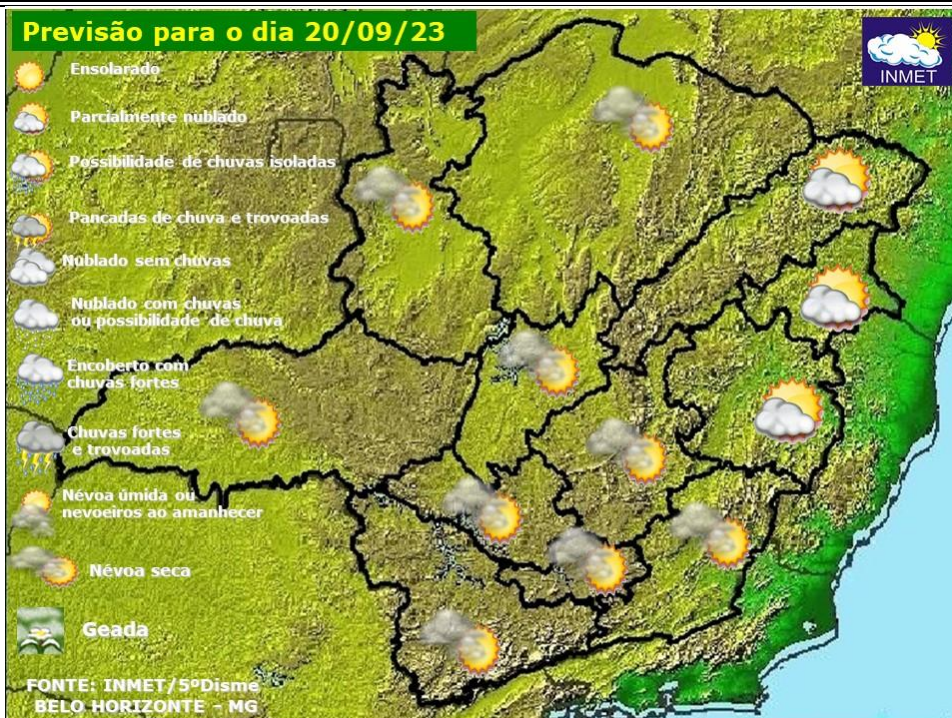 Previsão para o dia 20/09/23
INMET
Ensolarado
Parcialmente nublado
Possibilidade de chuvas isoladas
Pancadas de chuva e trovoadas
Nublado sem chuvas
Nublado com chuvas
ou possibilidade de chuva
Encoberto com
chuvas fortes
Chuvas fortes
e trovoadas
Névoa úmida ou
nevoeiros ao amanhecer
Névoa seca
Geada
FONTE: INMET/5ºDisme
BELO HORIZONTE - MG